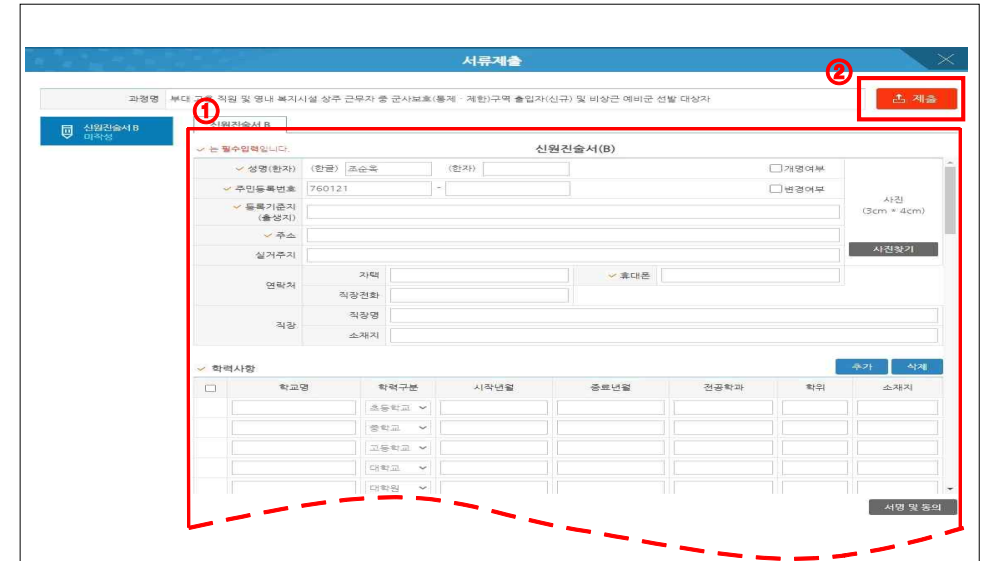 서류제출
②
과정명 부대 고용 직원 및 영내 복지시설 상주 근무자 중 군사보호(통제·제한)구역 출입자(신규) 및 비상근 예비군 선발 대상자
제출
①
신원진술서 B
미작성
신원진술서 B
는 필수입력입니다.
신원진술서(B)
성명(한자) (한글) 조순옥 (한자) 개명여부
주민등록번호 760121 - 변경여부
사진
(3cm * 4cm)
등록기준지
(출생지)
주소
사진찾기
실거주지
연락처
자택 휴대폰
직장전화
직장
직장명
소재지
학력사항 추가 삭제
학교명 학력구분 시작년월 종료년월 전공학과 학위 소재지
초등학교
중학교
고등학교
대학교
대학원
서명 및 동의